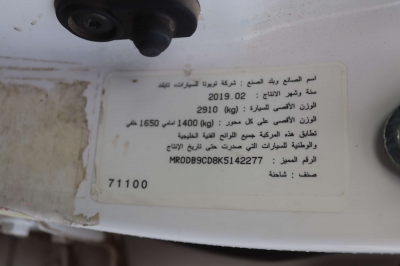 اسم الصانع وبلد الصنع : شركة تويوتا للسيارات، تايلند
سنة وشهر الانتاج : 2019.02
الوزن الأقصى للسيارة : (kg) 2910
الوزن الأقصى على كل محور : (kg) 1400 امامي 1650 خلفي
تطابق هذه المركبة جميع اللوائح الفنية الخليجية
والوطنية للسيارات التي صدرت حتى تاريخ الإنتاج
الرقم المميز : MR0DB9CD8K5142277
صنف : شاحنة
71100